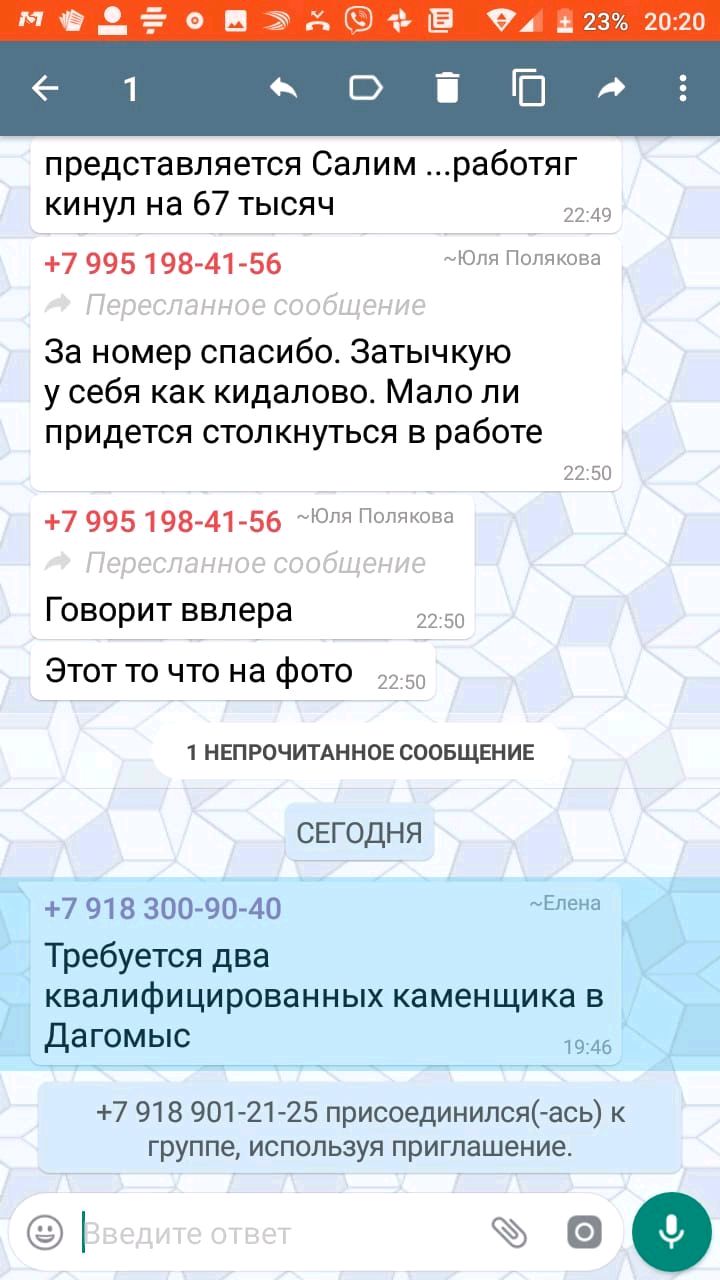 23% 20:20
1
представляется Салим ...работяг
кинул на 67 тысяч
22:49
+7 995 198-41-56 ~Юля Полякова
Пересланное сообщение
За номер спасибо. Затычкую
у себя как кидалово. Мало ли
придется столкнуться в работе
22:50
+7 995 198-41-56 ~Юля Полякова
Пересланное сообщение
Говорит ввлера 22:50
Этот то что на фото 22:50
1 НЕПРОЧИТАННОЕ СООБЩЕНИЕ
СЕГОДНЯ
+7 918 300-90-40 ~Елена
Требуется два
квалифицированных каменщика в
Дагомыс
19:46
+7 918 901-21-25 присоединился(-ась) к
группе, используя приглашение.
Введите ответ